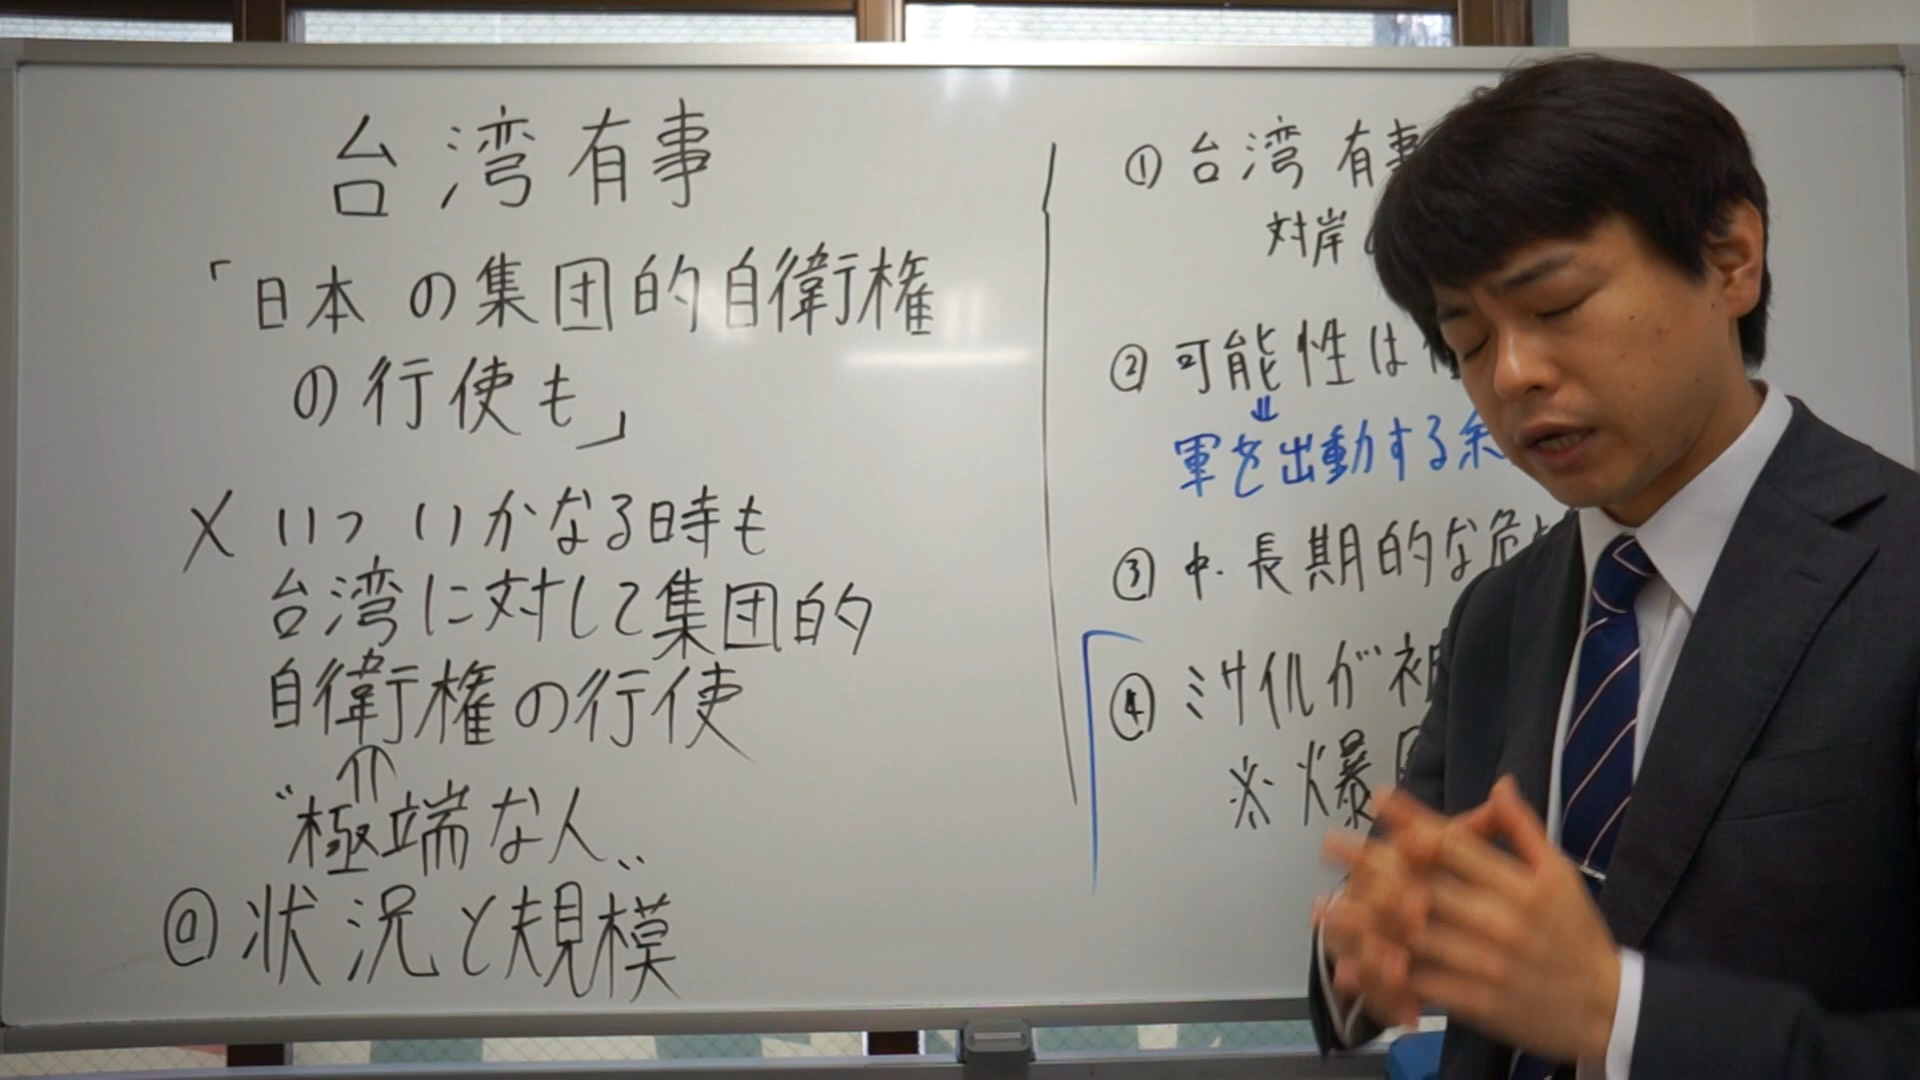 台湾有事
「日本の集団的自衛権
の行使も」
× いついかなる時も
台湾に対して集団的
自衛権の行使
⇑
〝極端な人〟
@状況と規模
① 台湾有事
対岸
② 可能性は
⇓
軍を出動する
③ 中.長期的な
④ ミサイルが
※爆